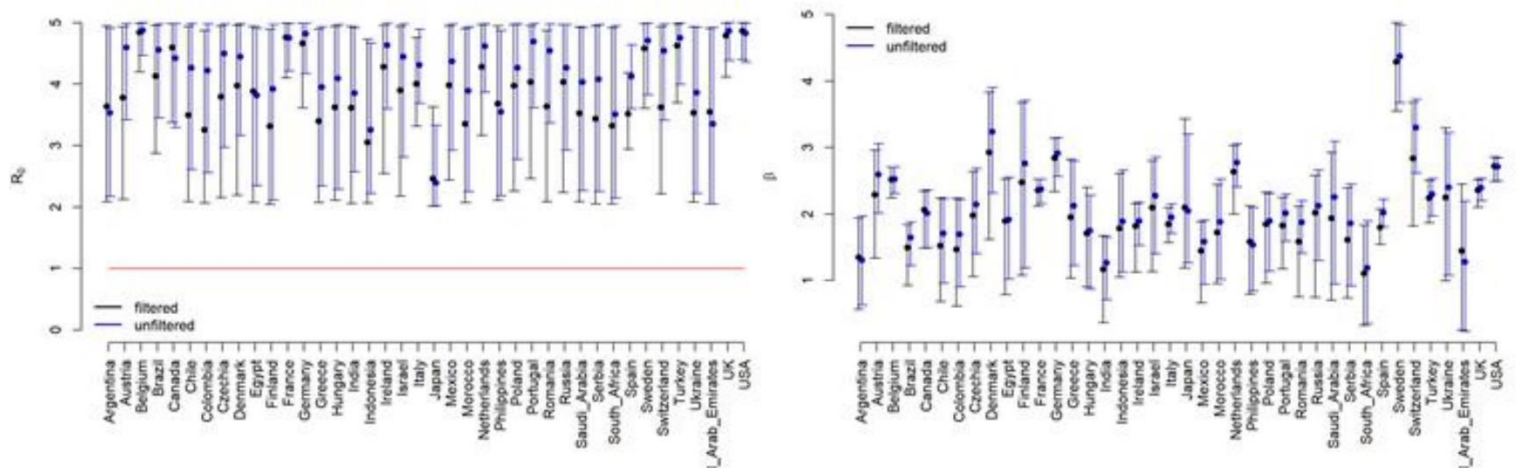 R0
5
4
3
2
1
0
filtered
unfiltered
Argentina
Austria
Belgium
Brazil
Canada
Chile
Colombia
Czechia
Denmark
Egypt
Finland
France
Germany
Greece
Hungary
India
Indonesia
Ireland
Israel
Italy
Japan
Mexico
Morocco
Netherlands
Philippines
Poland
Portugal
Romania
Russia
Saudi_Arabia
Serbia
South_Africa
Spain
Sweden
Switzerland
Turkey
Ukraine
_Arab_Emirates
UK
USA
β
5
4
3
2
1
filtered
unfiltered
Argentina
Austria
Belgium
Brazil
Canada
Chile
Colombia
Czechia
Denmark
Egypt
Finland
France
Germany
Greece
Hungary
India
Indonesia
Ireland
Israel
Italy
Japan
Mexico
Morocco
Netherlands
Philippines
Poland
Portugal
Romania
Russia
Saudi_Arabia
Serbia
South_Africa
Spain
Sweden
Switzerland
Turkey
Ukraine
_Arab_Emirates
UK
USA